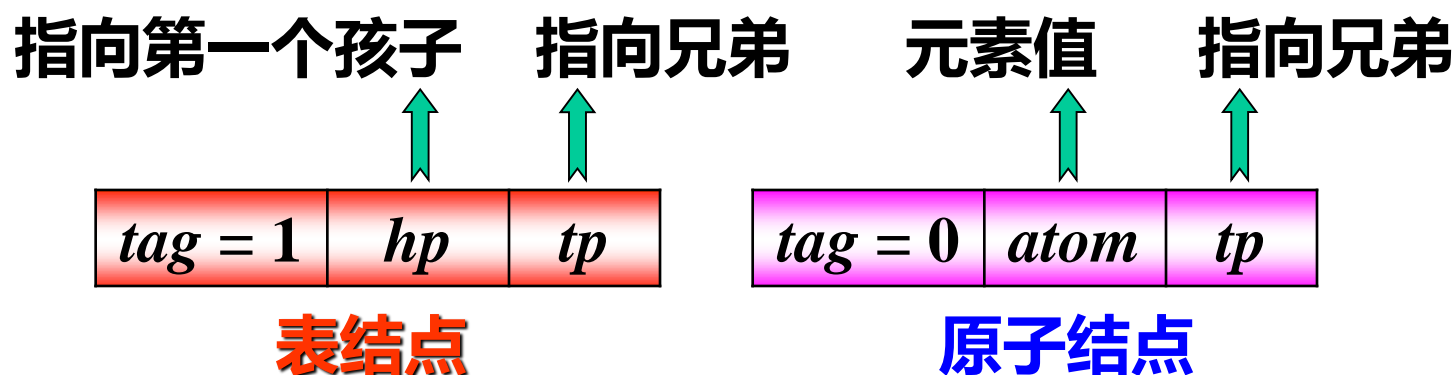 指向第一个孩子 指向兄弟 元素值 指向兄弟
tag = 1 hp tp tag = 0 atom tp
表结点 原子结点